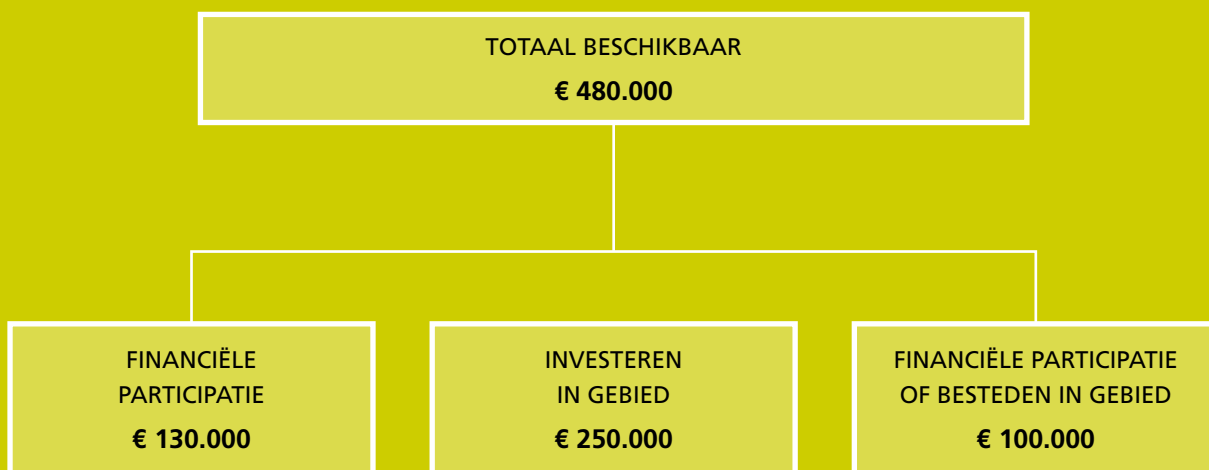 TOTAAL BESCHIKBAAR
€ 480.000
FINANCIËLE
PARTICIPATIE
€ 130.000
INVESTEREN
IN GEBIED
€ 250.000
FINANCIËLE PARTICIPATIE
OF BESTEDEN IN GEBIED
€ 100.000